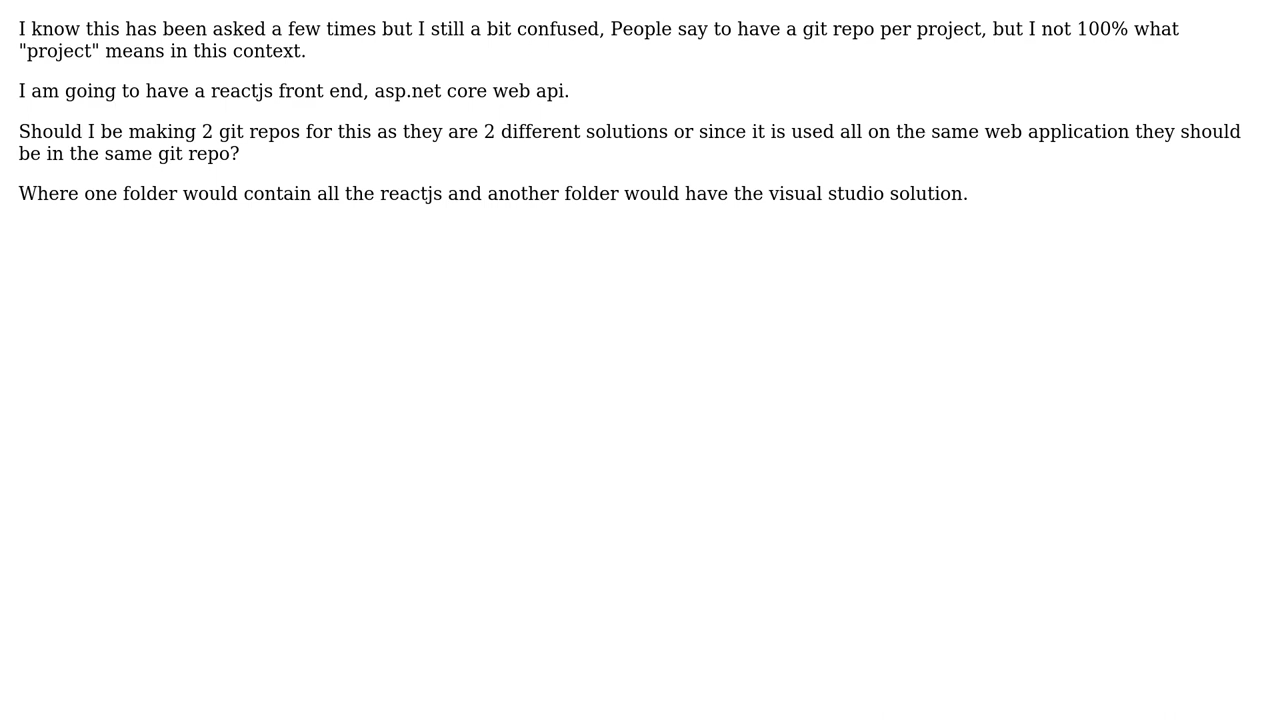 I know this has been asked a few times but I still a bit confused, People say to have a git repo per project, but I not 100% what
"project" means in this context.
I am going to have a reactjs front end, asp.net core web api.
Should I be making 2 git repos for this as they are 2 different solutions or since it is used all on the same web application they should
be in the same git repo?
Where one folder would contain all the reactjs and another folder would have the visual studio solution.